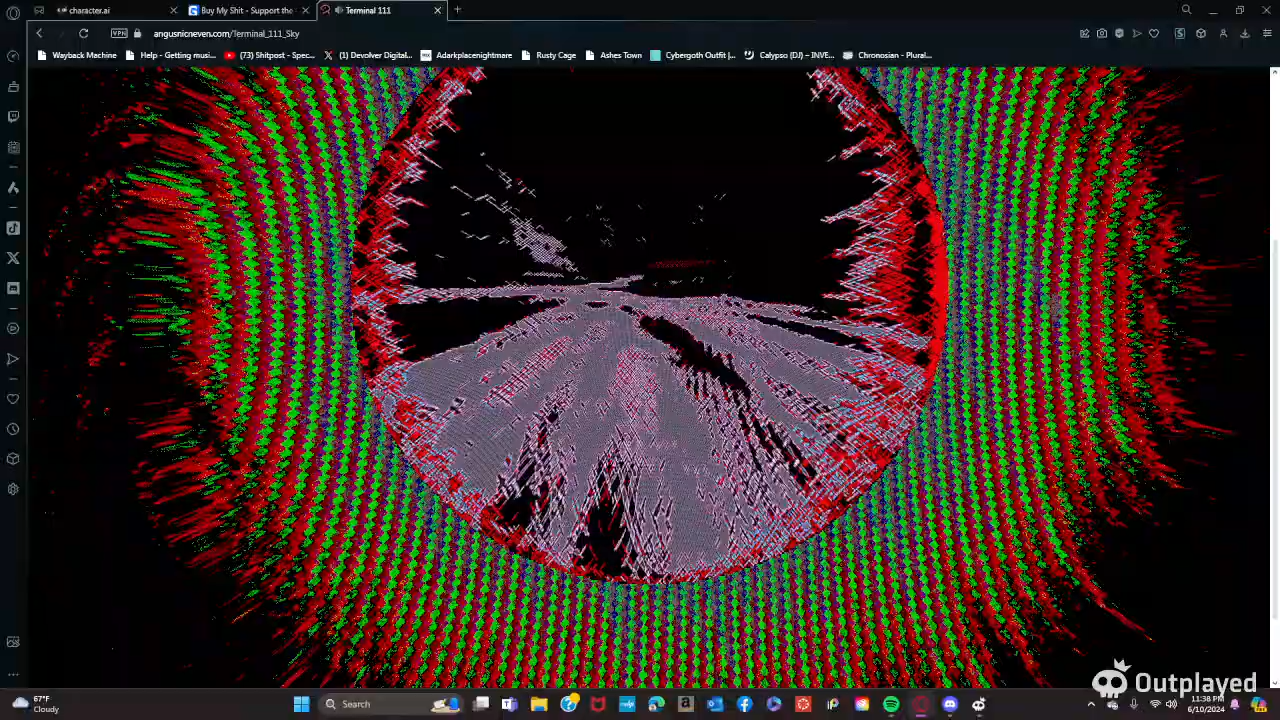 character.ai
Buy My Shit - Support the
Terminal 111
VPN
angusnicneven.com/Terminal_111_Sky
Wayback Machine
Help - Getting musi...
(73) Shitpost - Spec...
(1) Devolver Digital...
Adarkplacenightmare
Rusty Cage
Ashes Town
Cybergoth Outfit |...
Calypso (DJ) – INVE...
Chronosian - Plural...
Outplayed
67°F
Cloudy
Search
11:38 PM
6/10/2024